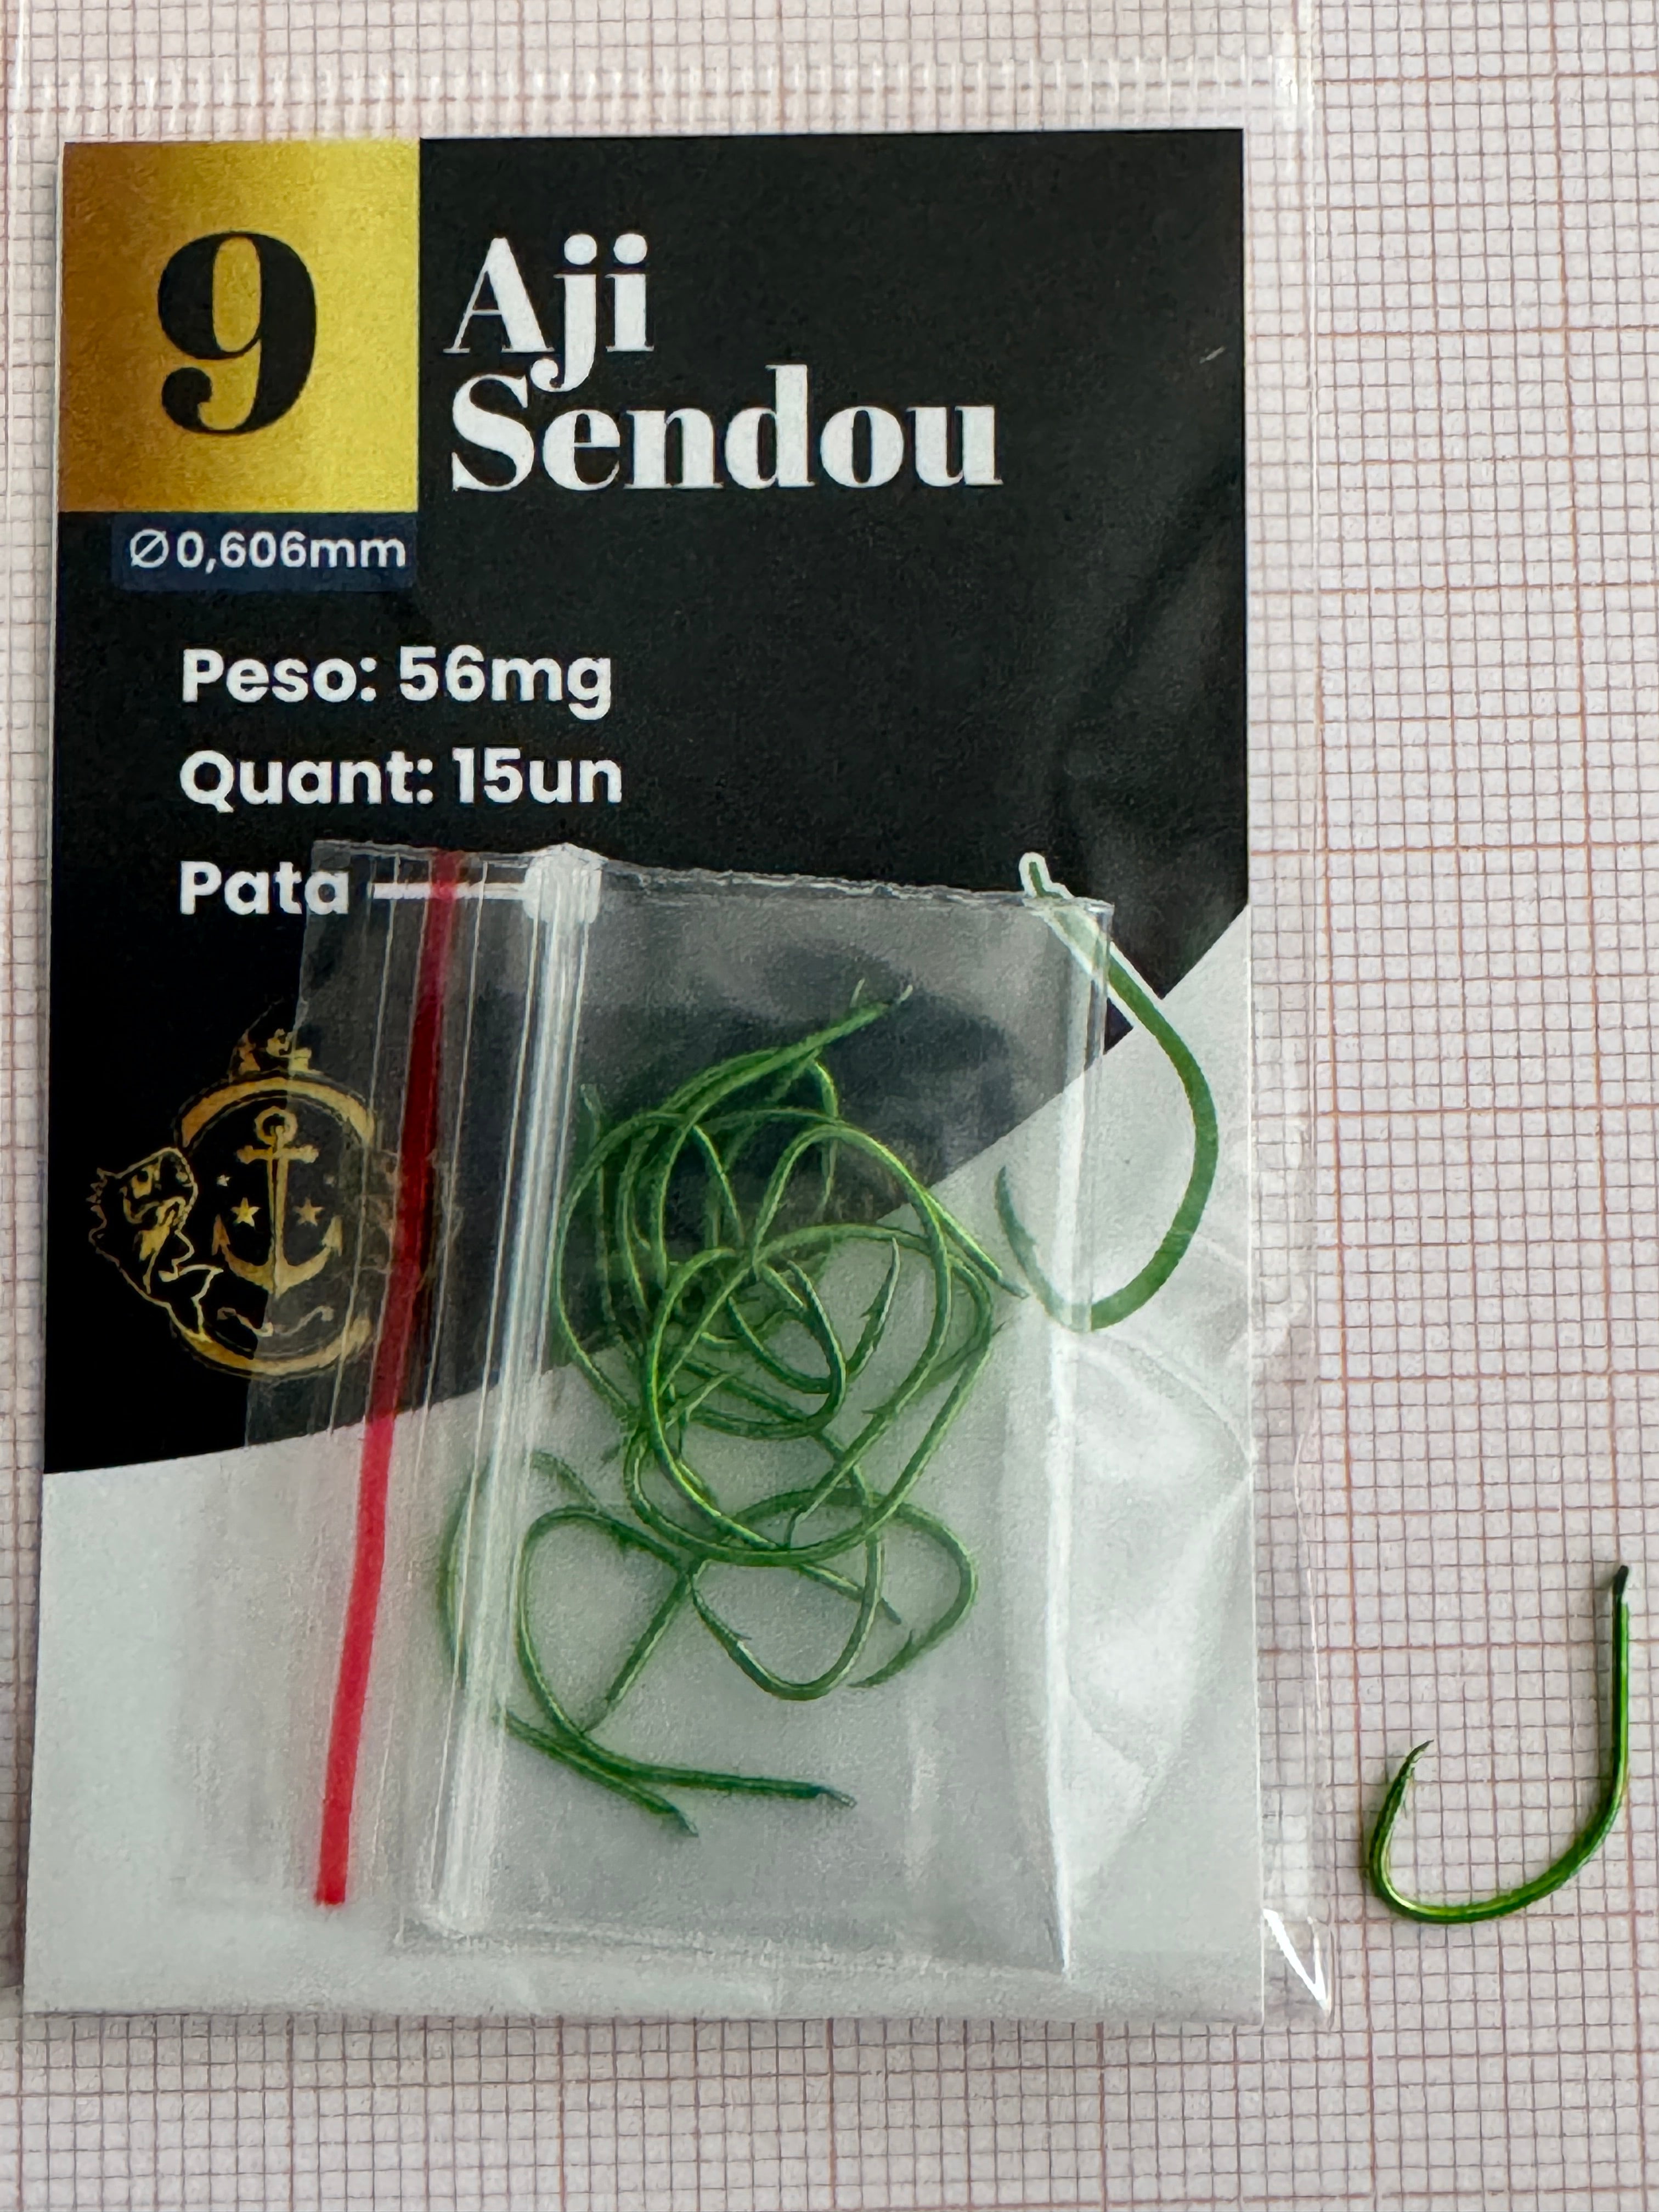 9
Aji
Sendou
Ø0,606mm
Peso: 56mg
Quant: 15un
Pata